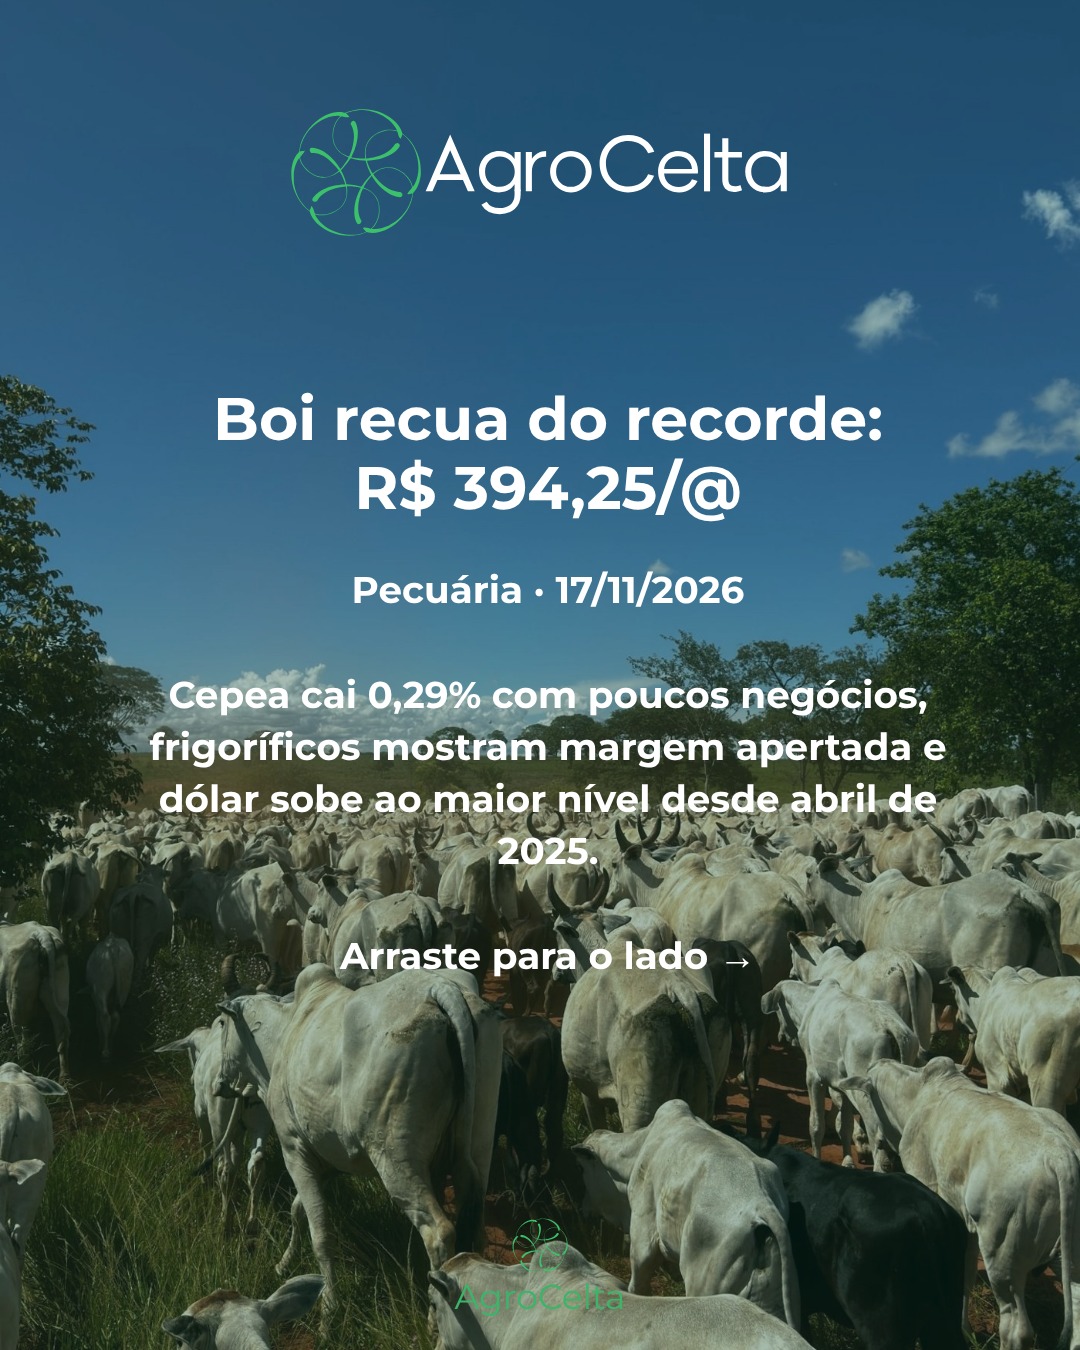 AgroCelta
Boi recua do recorde:
R$ 394,25/@
Pecuária · 17/11/2026
Cepea cai 0,29% com poucos negócios,
frigoríficos mostram margem apertada e
dólar sobe ao maior nível desde abril de
2025.
Arraste para o lado →
AgroCelta